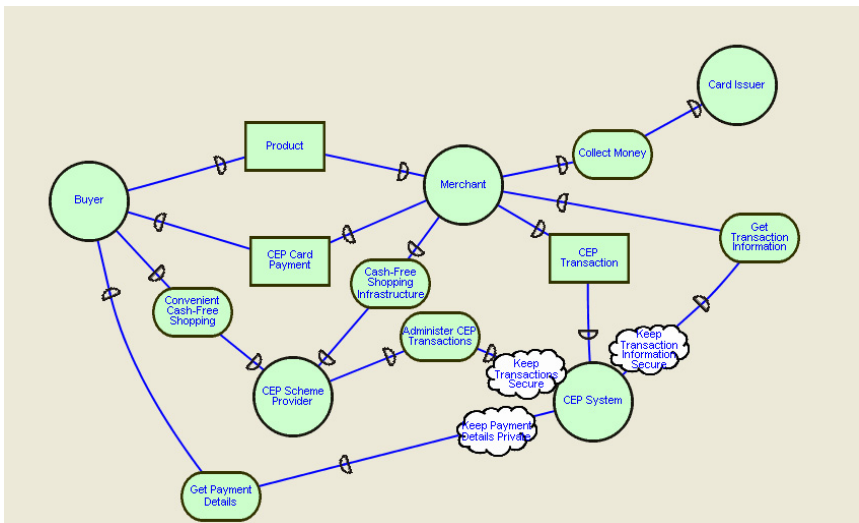 Card Issuer
Product
Collect Money
Merchant
Buyer
Get
Transaction
Information
CEP Card
Payment
CEP
Transaction
Cash-Free
Shopping
Infrastructure
Convenient
Cash-Free
Shopping
Administer CEP
Transactions
Keep
Transaction
Information
Secure
Keep
Transactions
Secure
CEP Scheme
Provider
CEP System
Keep Payment
Details Private
Get Payment
Details